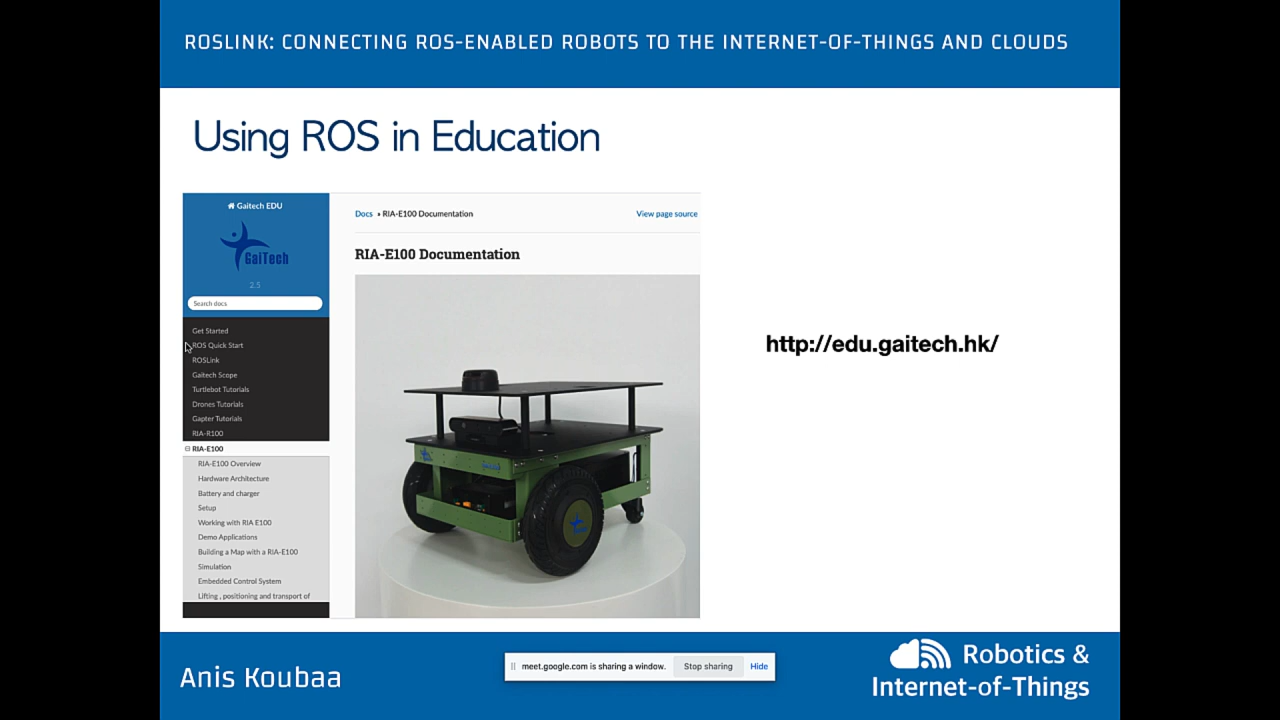 ROSLINK: CONNECTING ROS-ENABLED ROBOTS TO THE INTERNET-OF-THINGS AND CLOUDS
Using ROS in Education
Gaitech EDU
GaiTech
2.5
Search docs
Get Started
ROS Quick Start
ROSLink
Gaitech Scope
Turtlebot Tutorials
Drones Tutorials
Gapter Tutorials
RIA-R100
RIA-E100
RIA-E100 Overview
Hardware Architecture
Battery and charger
Setup
Working with RIA E100
Demo Applications
Building a Map with a RIA-E100
Simulation
Embedded Control System
Lifting , positioning and transport of
Docs » RIA-E100 Documentation
View page source
RIA-E100 Documentation
http://edu.gaitech.hk/
Anis Koubaa
meet.google.com is sharing a window.
Stop sharing
Hide
Robotics &
Internet-of-Things